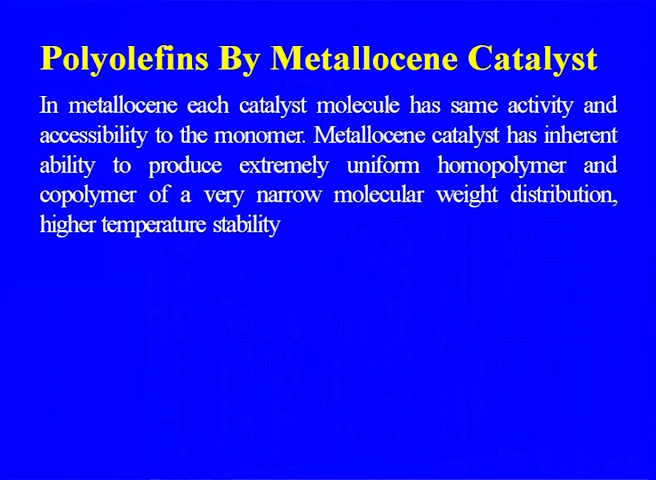 Polyolefins By Metallocene Catalyst
In metallocene each catalyst molecule has same activity and
accessibility to the monomer. Metallocene catalyst has inherent
ability to produce extremely uniform homopolymer and
copolymer of a very narrow molecular weight distribution,
higher temperature stability